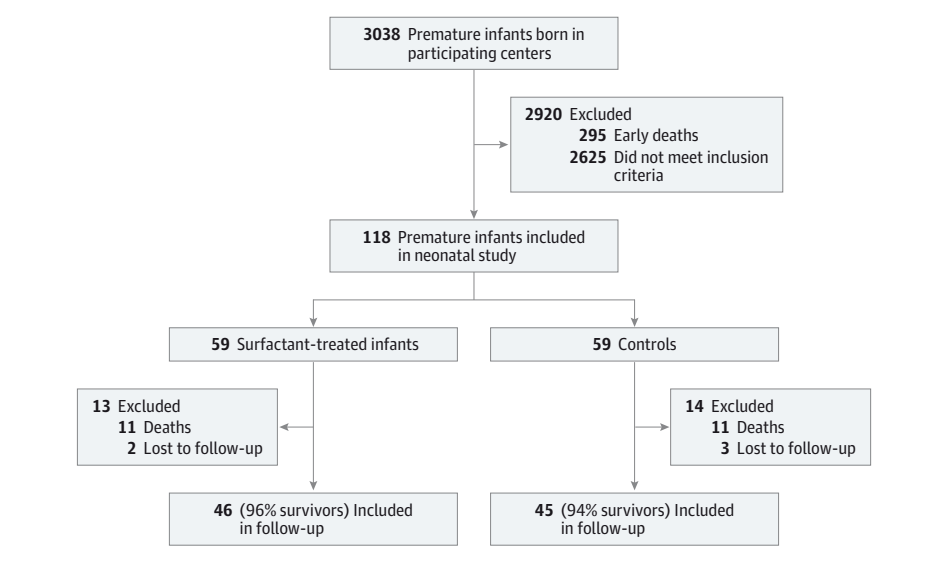 3038 Premature infants born in
participating centers
2920 Excluded
295 Early deaths
2625 Did not meet inclusion
criteria
118 Premature infants included
in neonatal study
59 Surfactant-treated infants
59 Controls
13 Excluded
11 Deaths
2 Lost to follow-up
14 Excluded
11 Deaths
3 Lost to follow-up
46 (96% survivors) Included
in follow-up
45 (94% survivors) Included
in follow-up